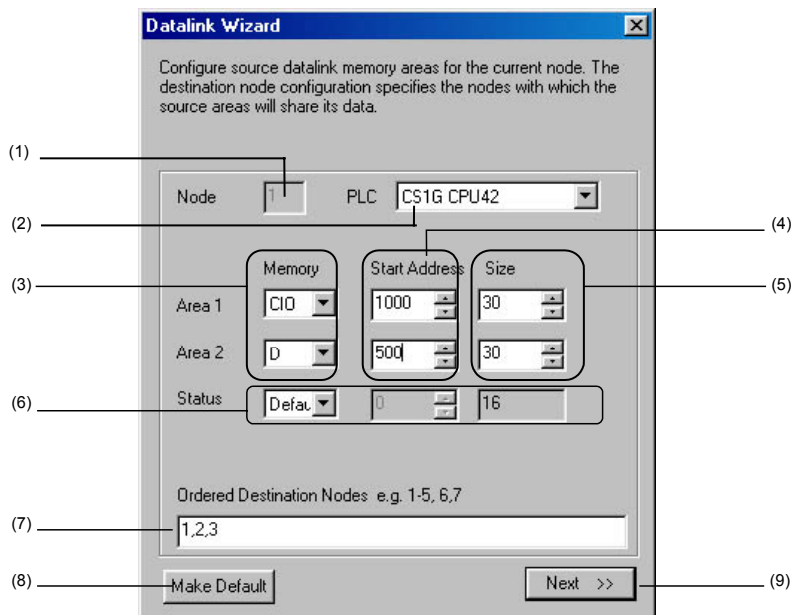 Datalink Wizard
Configure source datalink memory areas for the current node. The
destination node configuration specifies the nodes with which the
source areas will share its data.
(1)
Node 1 PLC CS1G CPU42
(2)
(4)
Memory Start Address Size
(3)
(5)
Area 1 CIO 1000 30
Area 2 D 500 30
(6)
Status Defau 0 16
Ordered Destination Nodes e.g. 1-5, 6,7
(7)
1,2,3
(8)
Make Default Next >>
(9)